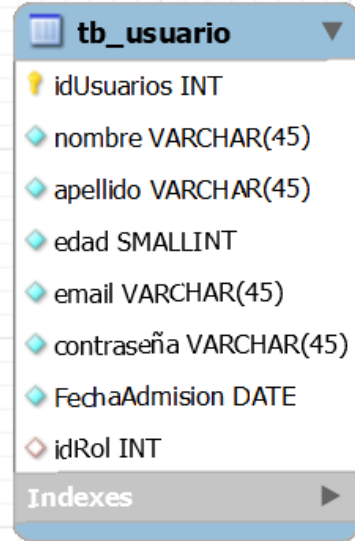 tb_usuario
idUsuarios INT
nombre VARCHAR(45)
apellido VARCHAR(45)
edad SMALLINT
email VARCHAR(45)
contraseña VARCHAR(45)
FechaAdmision DATE
idRol INT
Indexes